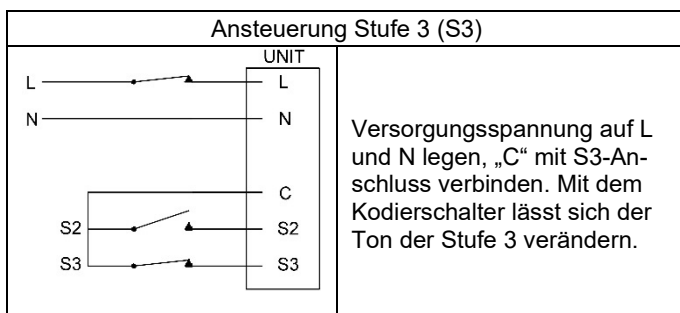 Ansteuerung Stufe 3 (S3)
UNIT
L L
N N
C
S2 S2
S3 S3
Versorgungsspannung auf L
und N legen, „C“ mit S3-An-
schluss verbinden. Mit dem
Kodierschalter lässt sich der
Ton der Stufe 3 verändern.